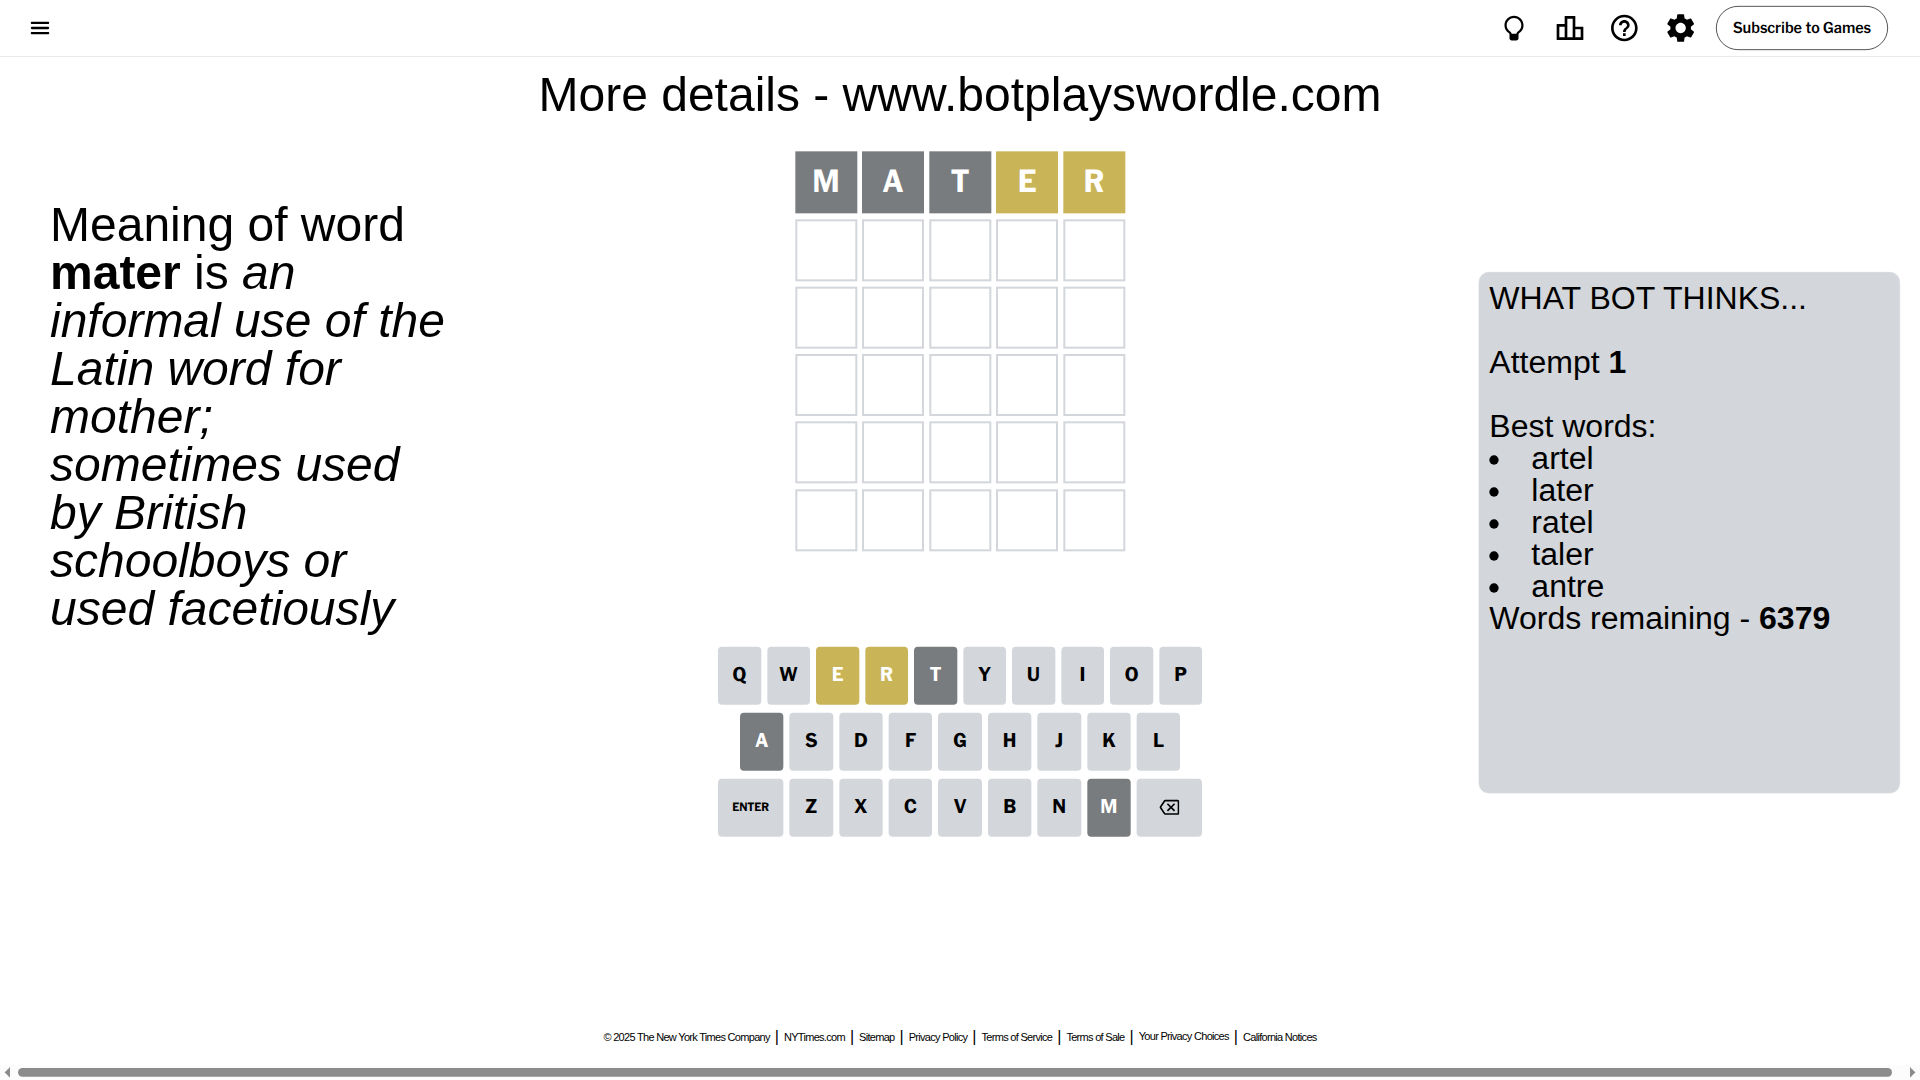 Subscribe to Games
More details - www.botplayswordle.com
Meaning of word
mater is an
informal use of the
Latin word for
mother;
sometimes used
by British
schoolboys or
used facetiously
M A T E R
WHAT BOT THINKS...
Attempt 1
Best words:
• artel
• later
• ratel
• taler
• antre
Words remaining - 6379
Q W E R T Y U I O P
A S D F G H J K L
ENTER Z X C V B N M
© 2025 The New York Times Company | NYTimes.com | Sitemap | Privacy Policy | Terms of Service | Terms of Sale | Your Privacy Choices | California Notices